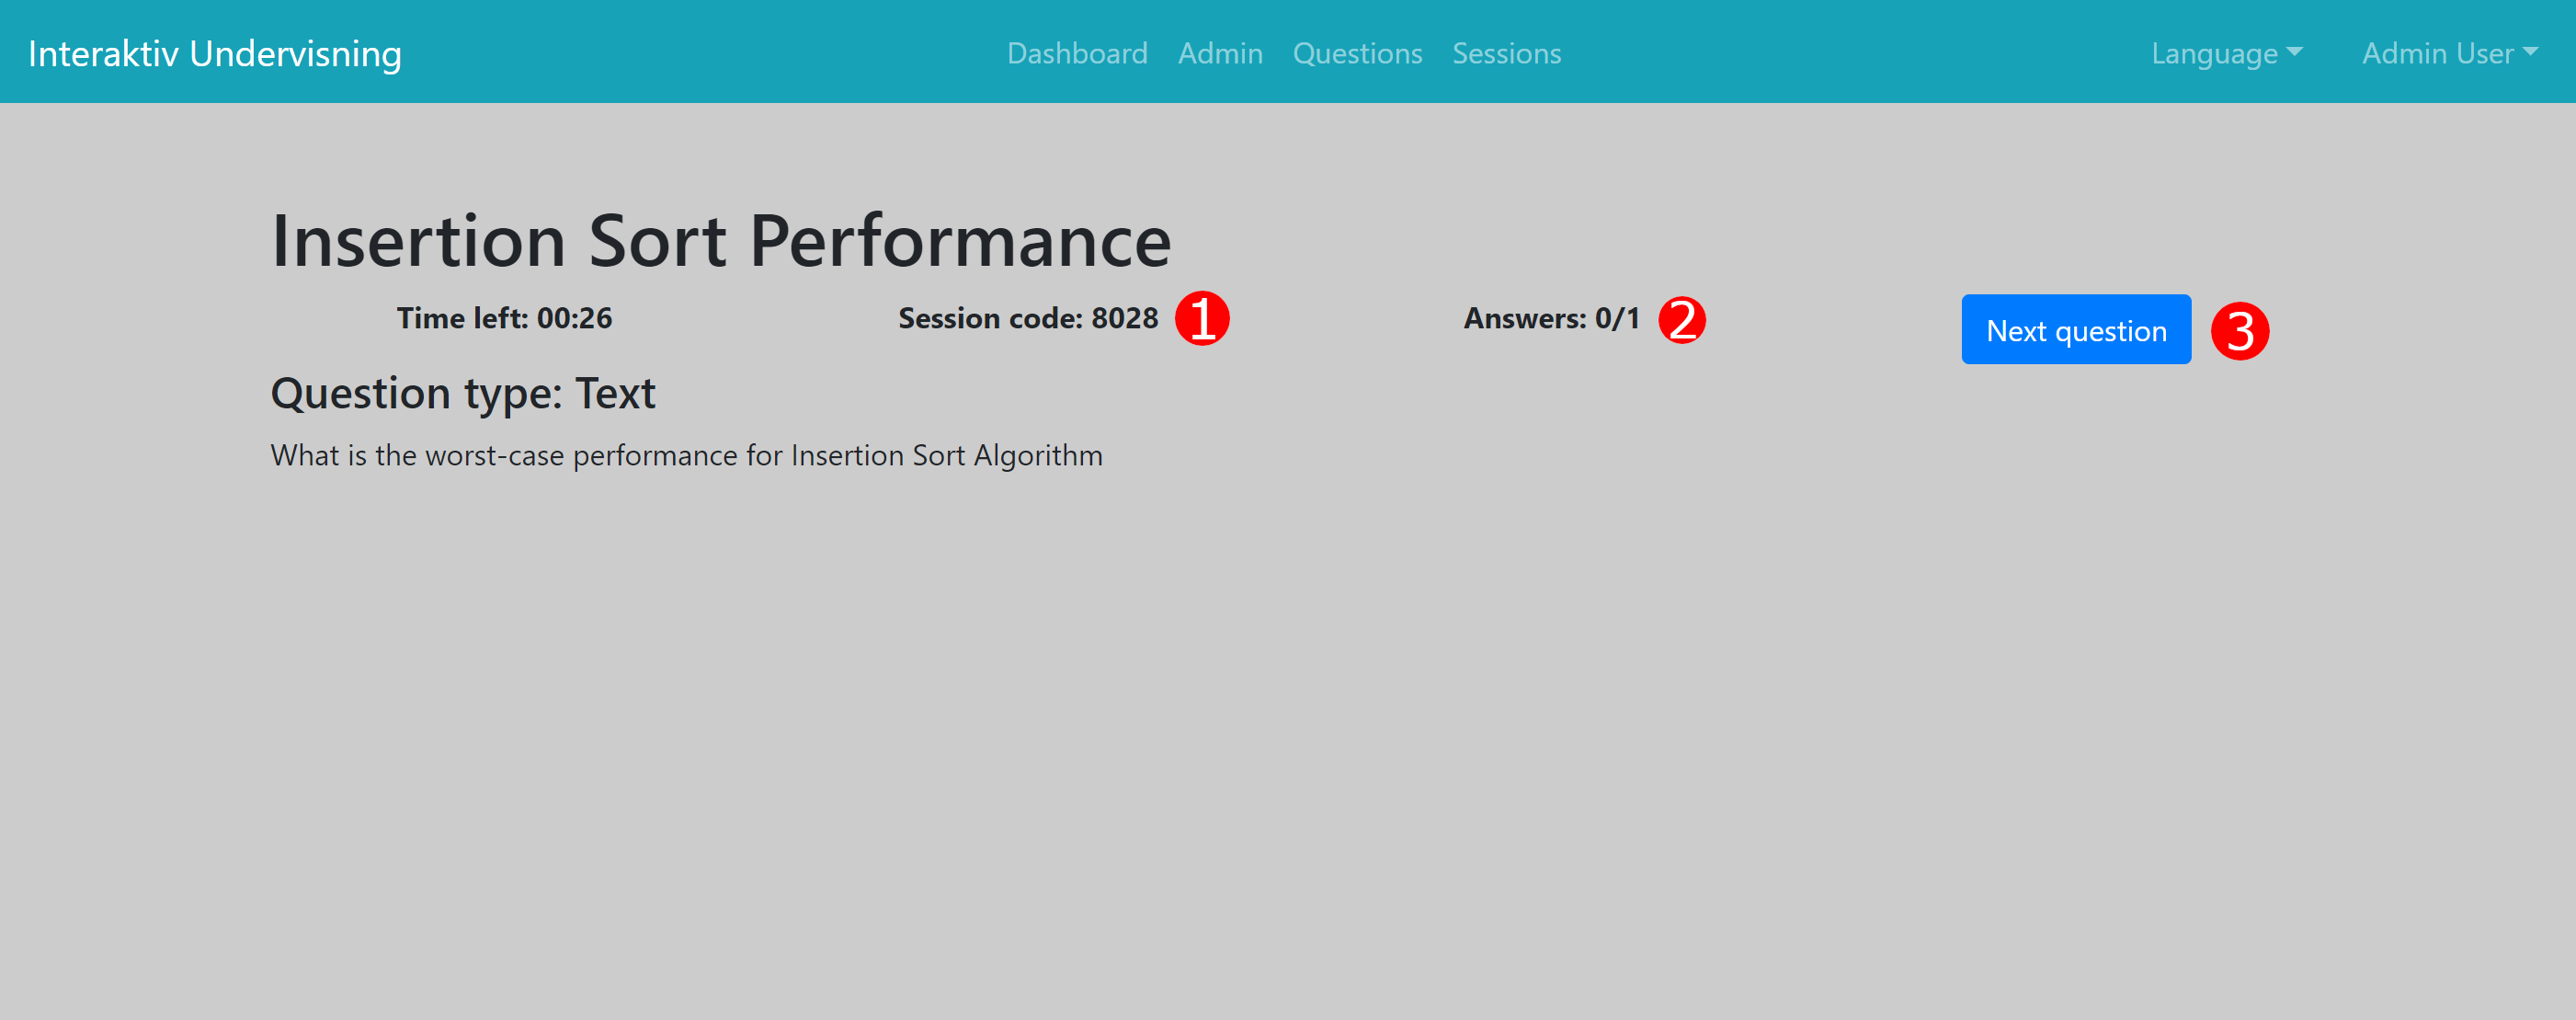 Interaktiv Undervisning Dashboard Admin Questions Sessions Language Admin User
Insertion Sort Performance
Time left: 00:26 Session code: 8028 1 Answers: 0/1 2 Next question 3
Question type: Text
What is the worst-case performance for Insertion Sort Algorithm